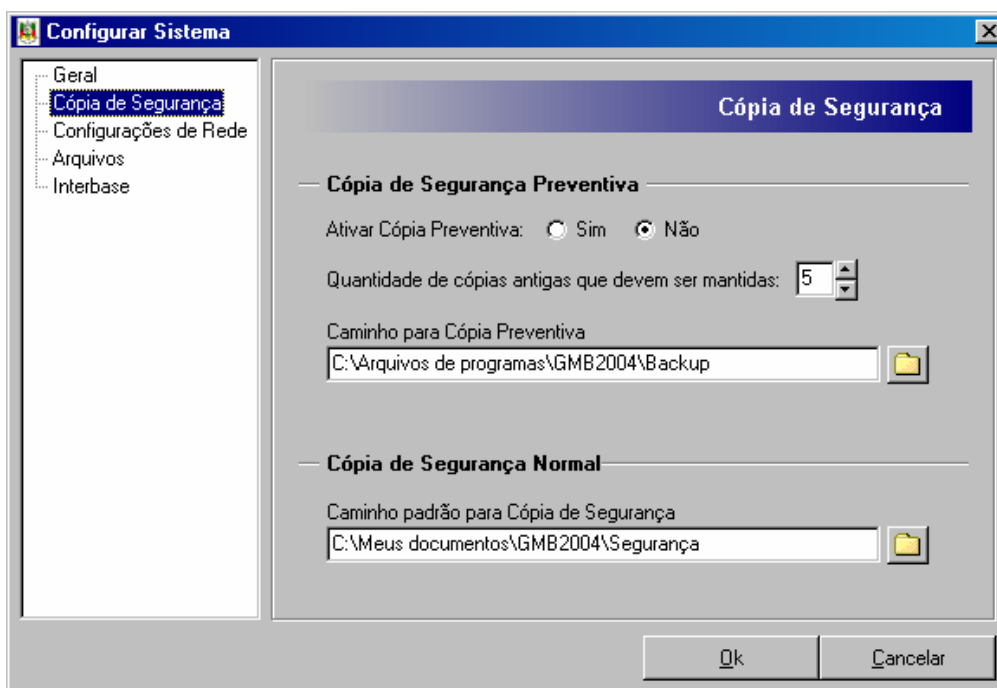 Configurar Sistema
Geral
Cópia de Segurança
Configurações de Rede
Arquivos
Interbase
Cópia de Segurança
Cópia de Segurança Preventiva
Ativar Cópia Preventiva: Sim Não
Quantidade de cópias antigas que devem ser mantidas: 5
Caminho para Cópia Preventiva
C:\Arquivos de programas\GMB2004\Backup
Cópia de Segurança Normal
Caminho padrão para Cópia de Segurança
C:\Meus documentos\GMB2004\Segurança
Ok Cancelar